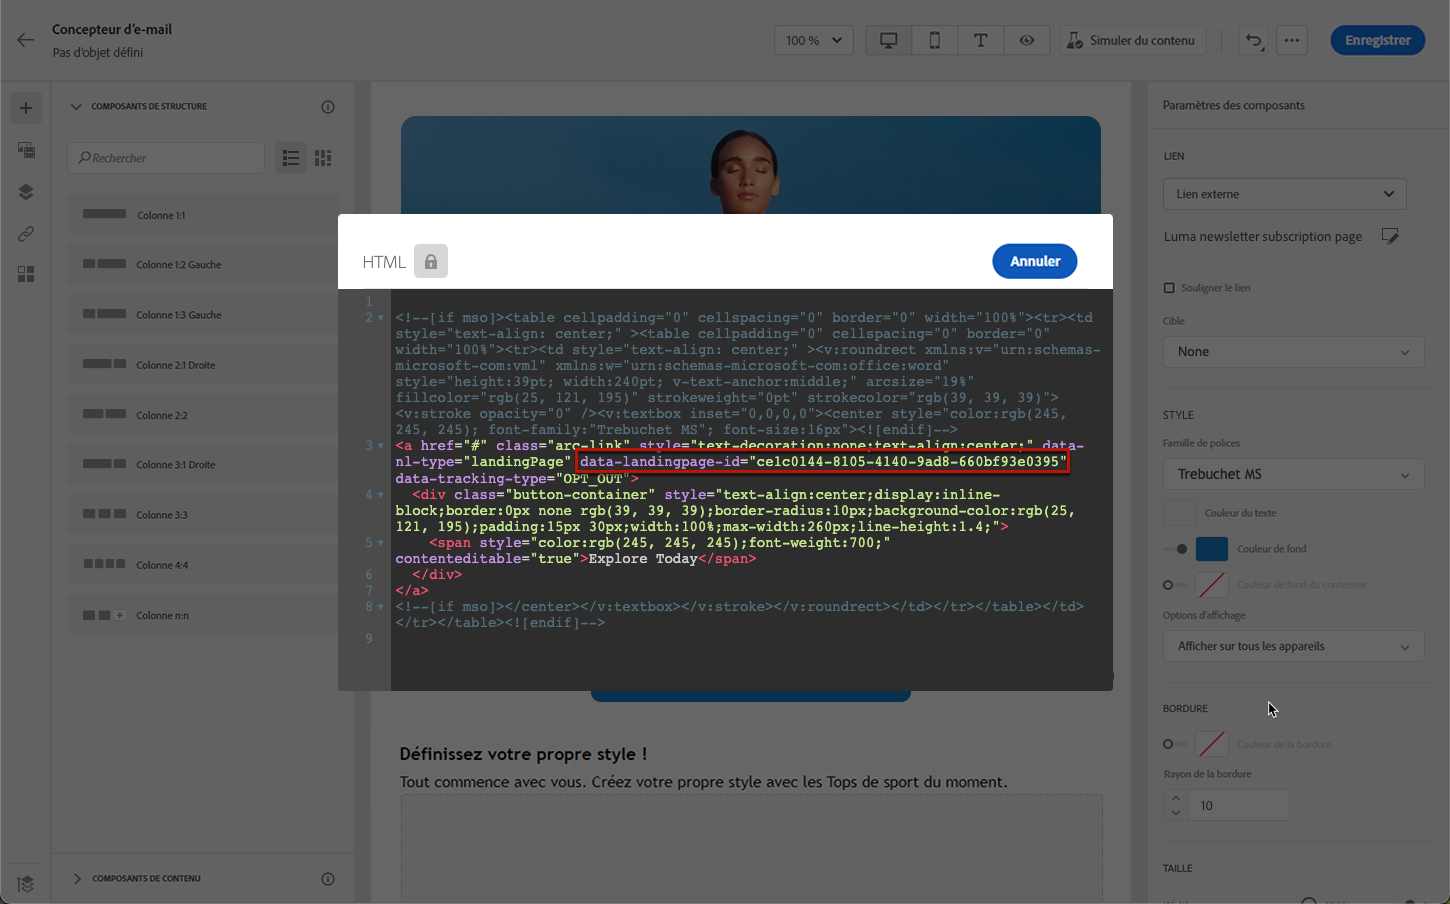 Concepteur d'e-mail
Pas d'objet défini
100 %
Simuler du contenu
Enregistrer
COMPOSANTS DE STRUCTURE
Rechercher
Colonne 1:1
Colonne 1:2 Gauche
Colonne 1:3 Gauche
Colonne 2:1 Droite
Colonne 2:2
Colonne 3:1 Droite
Colonne 3:3
Colonne 4:4
Colonne n:n
COMPOSANTS DE CONTENU
HTML
Annuler
1
2 <!--[if mso]><table cellpadding="0" cellspacing="0" border="0" width="100%"><tr><td
style="text-align: center;" ><table cellpadding="0" cellspacing="0" border="0"
width="100%"><tr><td style="text-align: center;" ><v:roundrect xmlns:v="urn:schemas-
microsoft-com:vml" xmlns:w="urn:schemas-microsoft-com:office:word"
style="height:39pt; width:240pt; v-text-anchor:middle;" arcsize="19%"
fillcolor="rgb(25, 121, 195)" strokeweight="0pt" strokecolor="rgb(39, 39, 39)">
<v:stroke opacity="0" /><v:textbox inset="0,0,0,0"><center style="color:rgb(245,
245, 245); font-family:"Trebuchet MS"; font-size:16px"><![endif]-->
3 <a href="#" class="arc-link" style="text-decoration:none;text-align:center;" data-
nl-type="landingPage" data-landingpage-id="ce1c0144-8105-4140-9ad8-660bf93e0395"
data-tracking-type="OPT_OUT">
4 <div class="button-container" style="text-align:center;display:inline-
block;border:0px none rgb(39, 39, 39);border-radius:10px;background-color:rgb(25,
121, 195);padding:15px 30px;width:100%;max-width:260px;line-height:1.4;">
5 <span style="color:rgb(245, 245, 245);font-weight:700;"
contenteditable="true">Explore Today</span>
6 </div>
7 </a>
8 <!--[if mso]></center></v:textbox></v:stroke></v:roundrect></td></tr></table></td>
</tr></table><![endif]-->
9
Définissez votre propre style !
Tout commence avec vous. Créez votre propre style avec les Tops de sport du moment.
Paramètres des composants
LIEN
Lien externe
Luma newsletter subscription page
Souligner le lien
Cible
None
STYLE
Famille de polices
Trebuchet MS
Couleur du texte
Couleur de fond
Couleur de fond du conteneur
Options d'affichage
Afficher sur tous les appareils
BORDURE
Couleur de la bordure
Rayon de la bordure
10
TAILLE